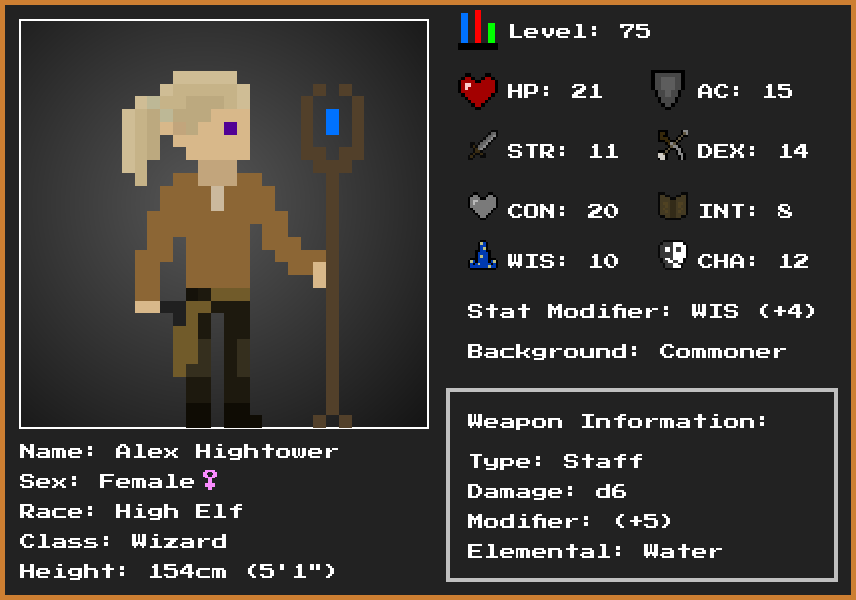 Level: 75
HP: 21 AC: 15
STR: 11 DEX: 14
CON: 20 INT: 8
WIS: 10 CHA: 12
Stat Modifier: WIS (+4)
Background: Commoner
Weapon Information:
Type: Staff
Damage: d6
Modifier: (+5)
Elemental: Water
Name: Alex Hightower
Sex: Female♀
Race: High Elf
Class: Wizard
Height: 154cm (5'1")